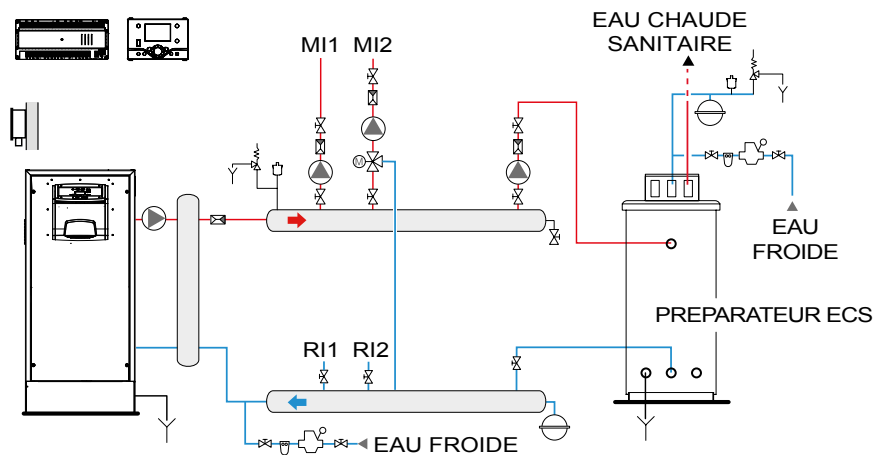 EAU CHAUDE
SANITAIRE
MI1
MI2
M
EAU
FROIDE
PREPARATEUR ECS
RI1
RI2
EAU FROIDE